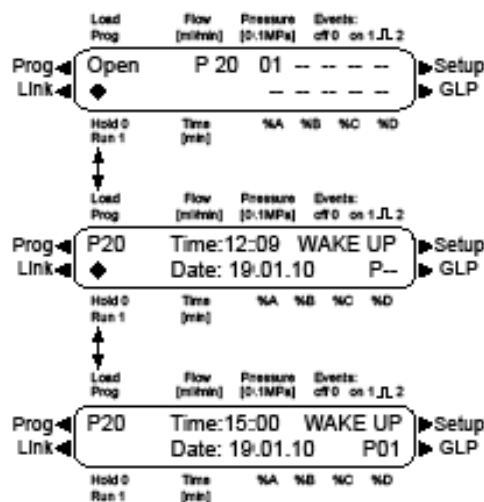 Load Flow Pressure Events:
Prog [ml/min] [0.1MPa] off 0 on 1 ⎍ 2
Prog◀ Open P 20 01 -- -- -- -- ▶Setup
Link◀ ◆ -- -- -- -- ▶ GLP
Hold 0 Time %A %B %C %D
Run 1 [min]
Load Flow Pressure Events:
Prog [ml/min] [0.1MPa] off 0 on 1 ⎍ 2
Prog◀ P20 Time:12:09 WAKE UP ▶Setup
Link◀ ◆ Date: 19.01.10 P-- ▶ GLP
Hold 0 Time %A %B %C %D
Run 1 [min]
Load Flow Pressure Events:
Prog [ml/min] [0.1MPa] off 0 on 1 ⎍ 2
Prog◀ P20 Time:15:00 WAKE UP ▶Setup
Link◀ Date: 19.01.10 P01 ▶ GLP
Hold 0 Time %A %B %C %D
Run 1 [min]